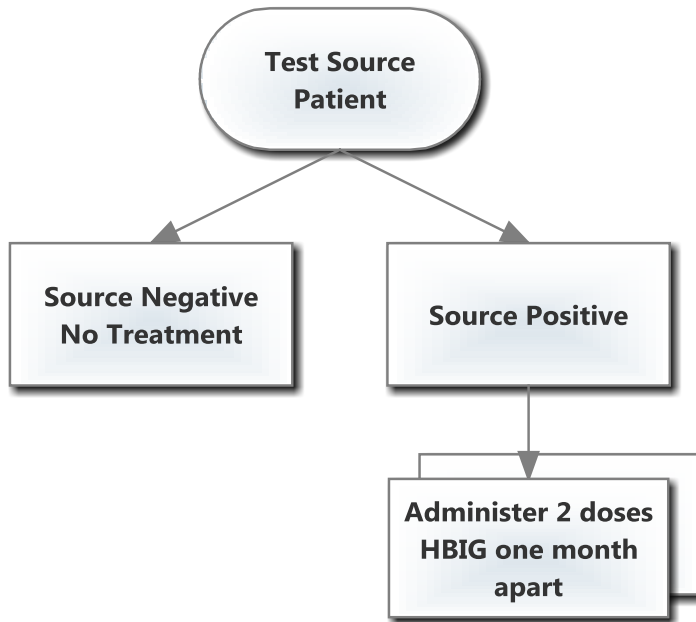 Test Source
Patient
Source Negative
No Treatment
Source Positive
Administer 2 doses
HBIG one month
apart